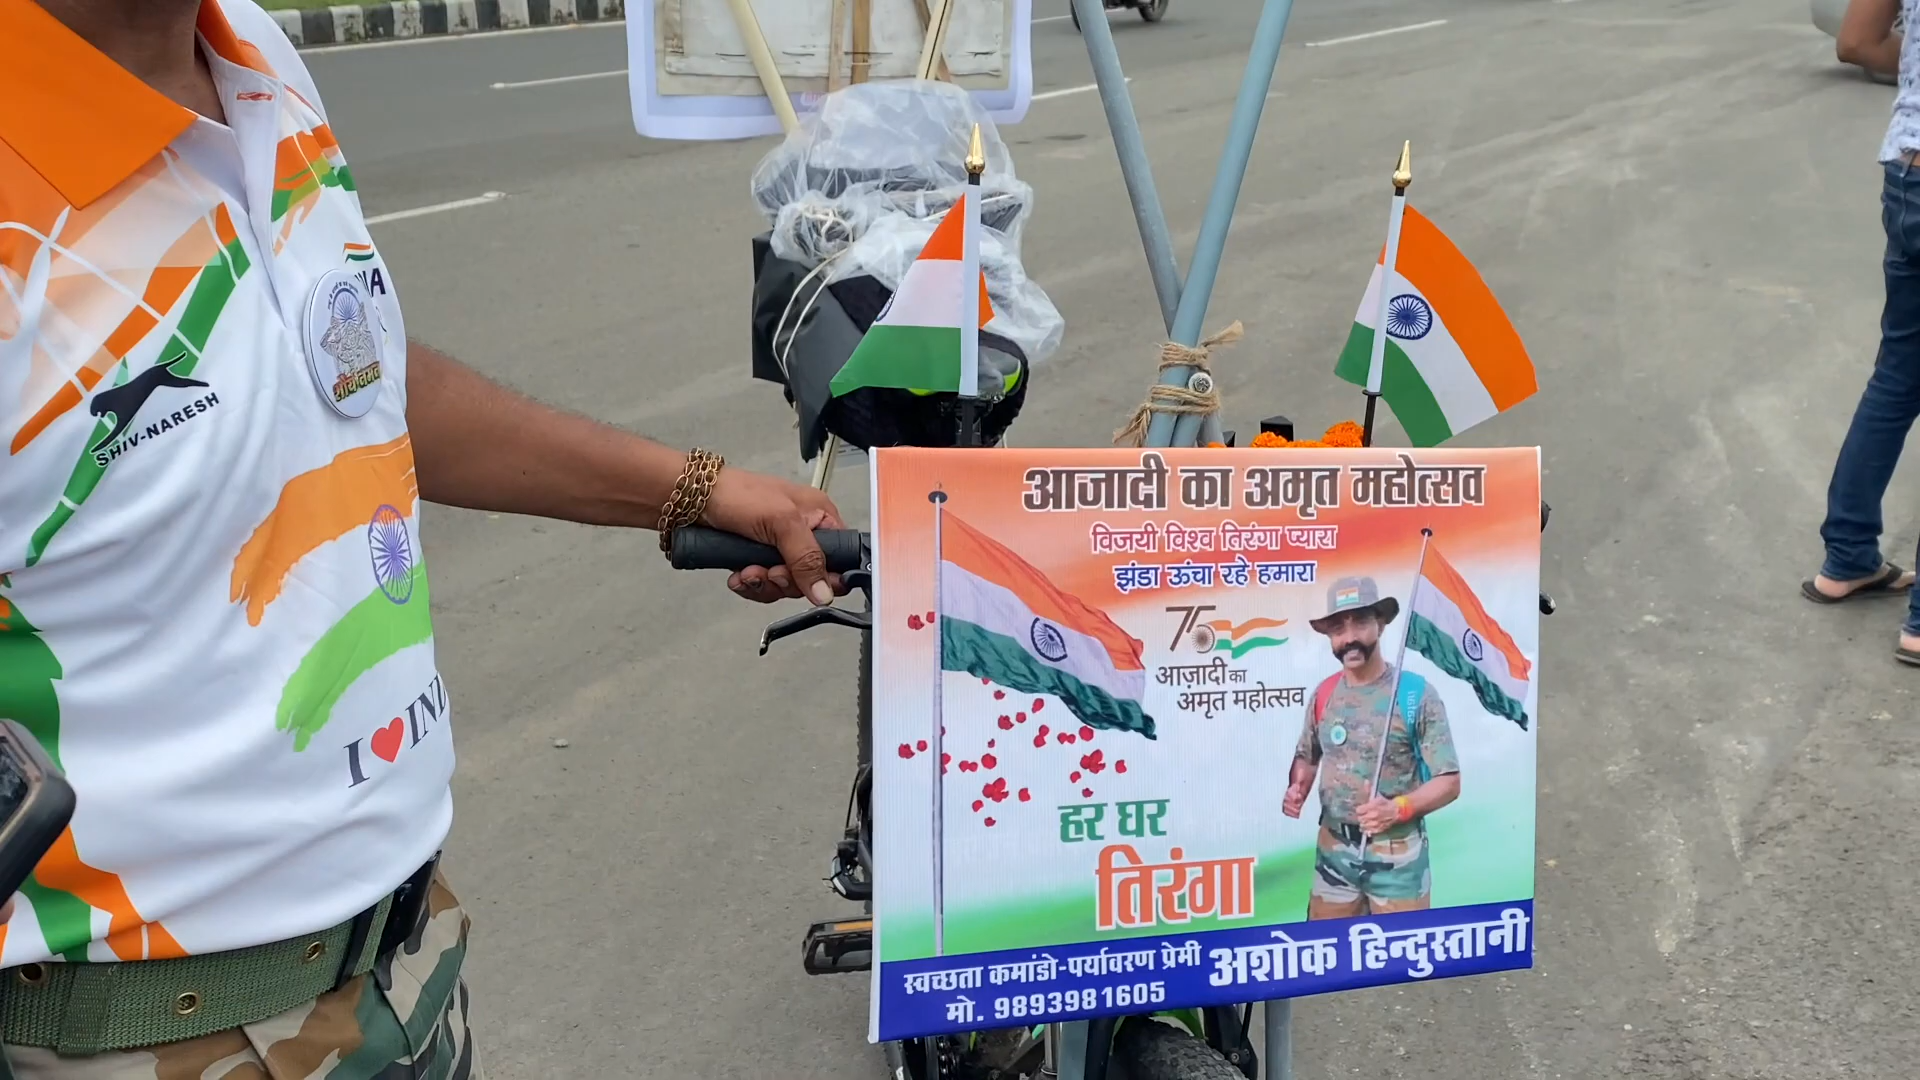 SHIV-NARESH
शौर्य नमन
I ❤ IND
आजादी का अमृत महोत्सव
विजयी विश्व तिरंगा प्यारा
झंडा ऊंचा रहे हमारा
75
आज़ादी का
अमृत महोत्सव
हर घर
तिरंगा
स्वच्छता कमांडो-पर्यावरण प्रेमी अशोक हिन्दुस्तानी
मो. 9893981605